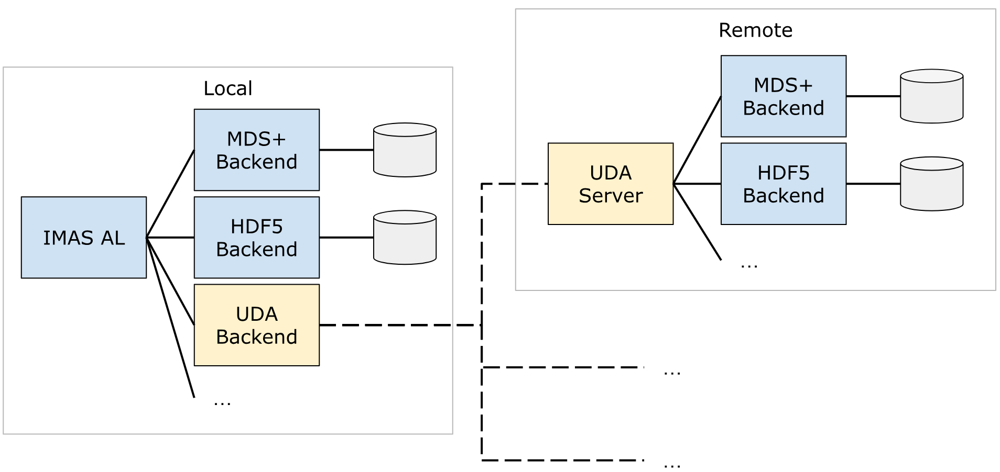 Local
IMAS AL
MDS+
Backend
HDF5
Backend
UDA
Backend
...
Remote
UDA
Server
MDS+
Backend
HDF5
Backend
...
...
...